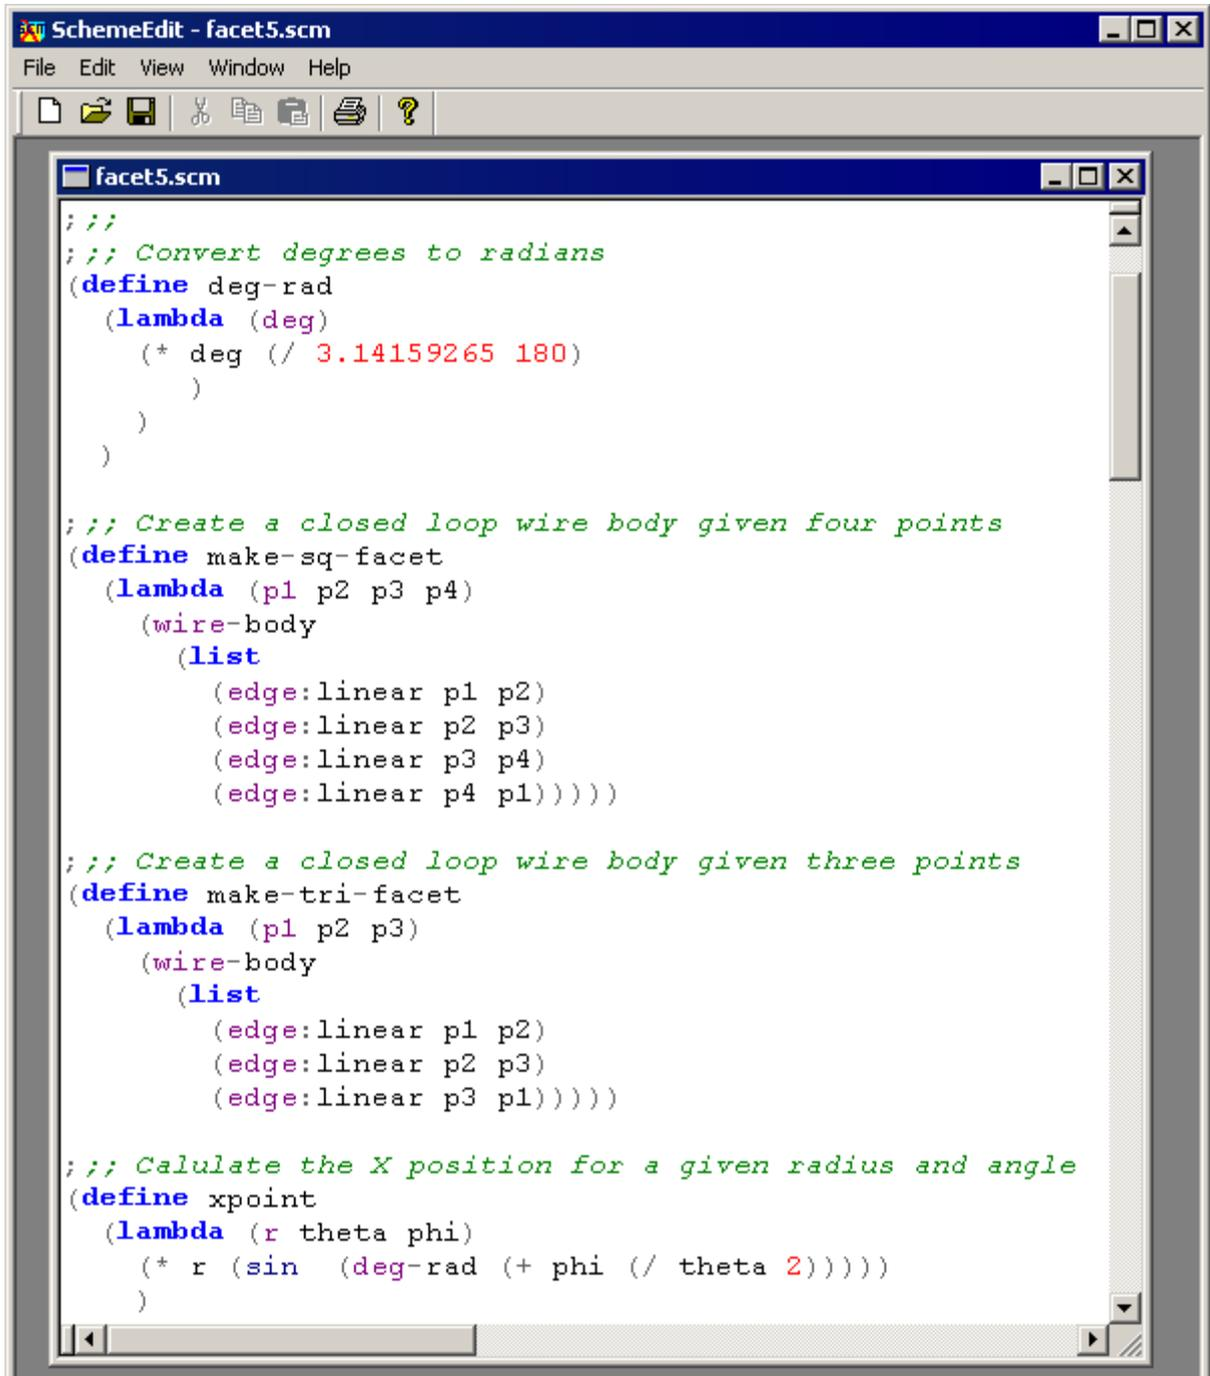 SchemeEdit - facet5.scm
File Edit View Window Help
facet5.scm
;;;
;;; Convert degrees to radians
(define deg-rad
  (lambda (deg)
    (* deg (/ 3.14159265 180)
       )
    )
  )

;;; Create a closed loop wire body given four points
(define make-sq-facet
  (lambda (p1 p2 p3 p4)
    (wire-body
      (list
        (edge:linear p1 p2)
        (edge:linear p2 p3)
        (edge:linear p3 p4)
        (edge:linear p4 p1)))))

;;; Create a closed loop wire body given three points
(define make-tri-facet
  (lambda (p1 p2 p3)
    (wire-body
      (list
        (edge:linear p1 p2)
        (edge:linear p2 p3)
        (edge:linear p3 p1)))))

;;; Calulate the X position for a given radius and angle
(define xpoint
  (lambda (r theta phi)
    (* r (sin  (deg-rad (+ phi (/ theta 2)))))
    )